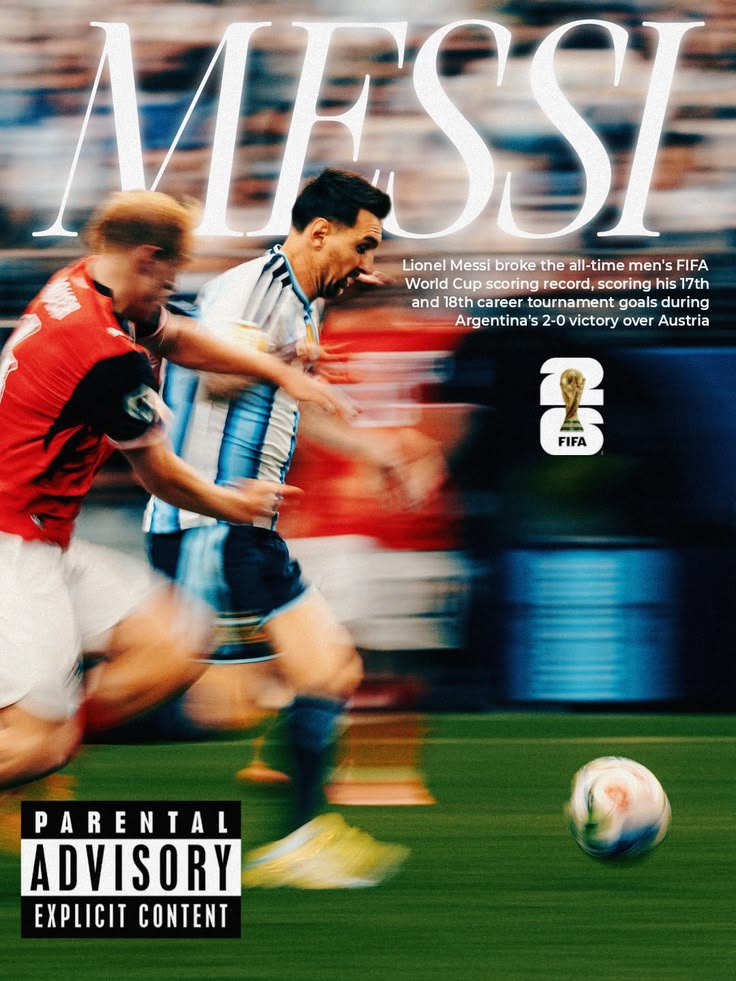 MESSI
Lionel Messi broke the all-time men's FIFA
World Cup scoring record, scoring his 17th
and 18th career tournament goals during
Argentina's 2-0 victory over Austria
26
FIFA
PARENTAL
ADVISORY
EXPLICIT CONTENT